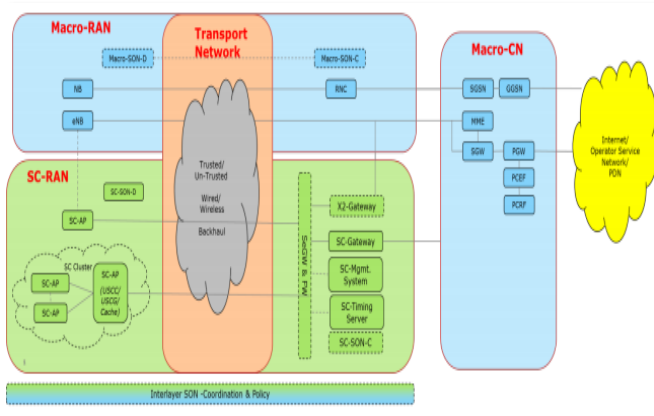 Macro-RAN
Transport
Network
Macro-CN
Macro-SON-D
Macro-SON-C
NB
RNC
SGSN
GGSN
eNB
MME
SGW
PGW
PCEF
PCRF
Internet/
Operator Service
Network/
PDN
Trusted/
Un-Trusted
Wired/
Wireless
Backhaul
SC-RAN
SC-SON-D
SC-AP
SC Cluster
SC-AP
SC-AP
SC-AP
(USCC/
USCG/
Cache)
SeGW & FW
X2-Gateway
SC-Gateway
SC-Mgmt.
System
SC-Timing
Server
SC-SON-C
Interlayer SON -Coordination & Policy